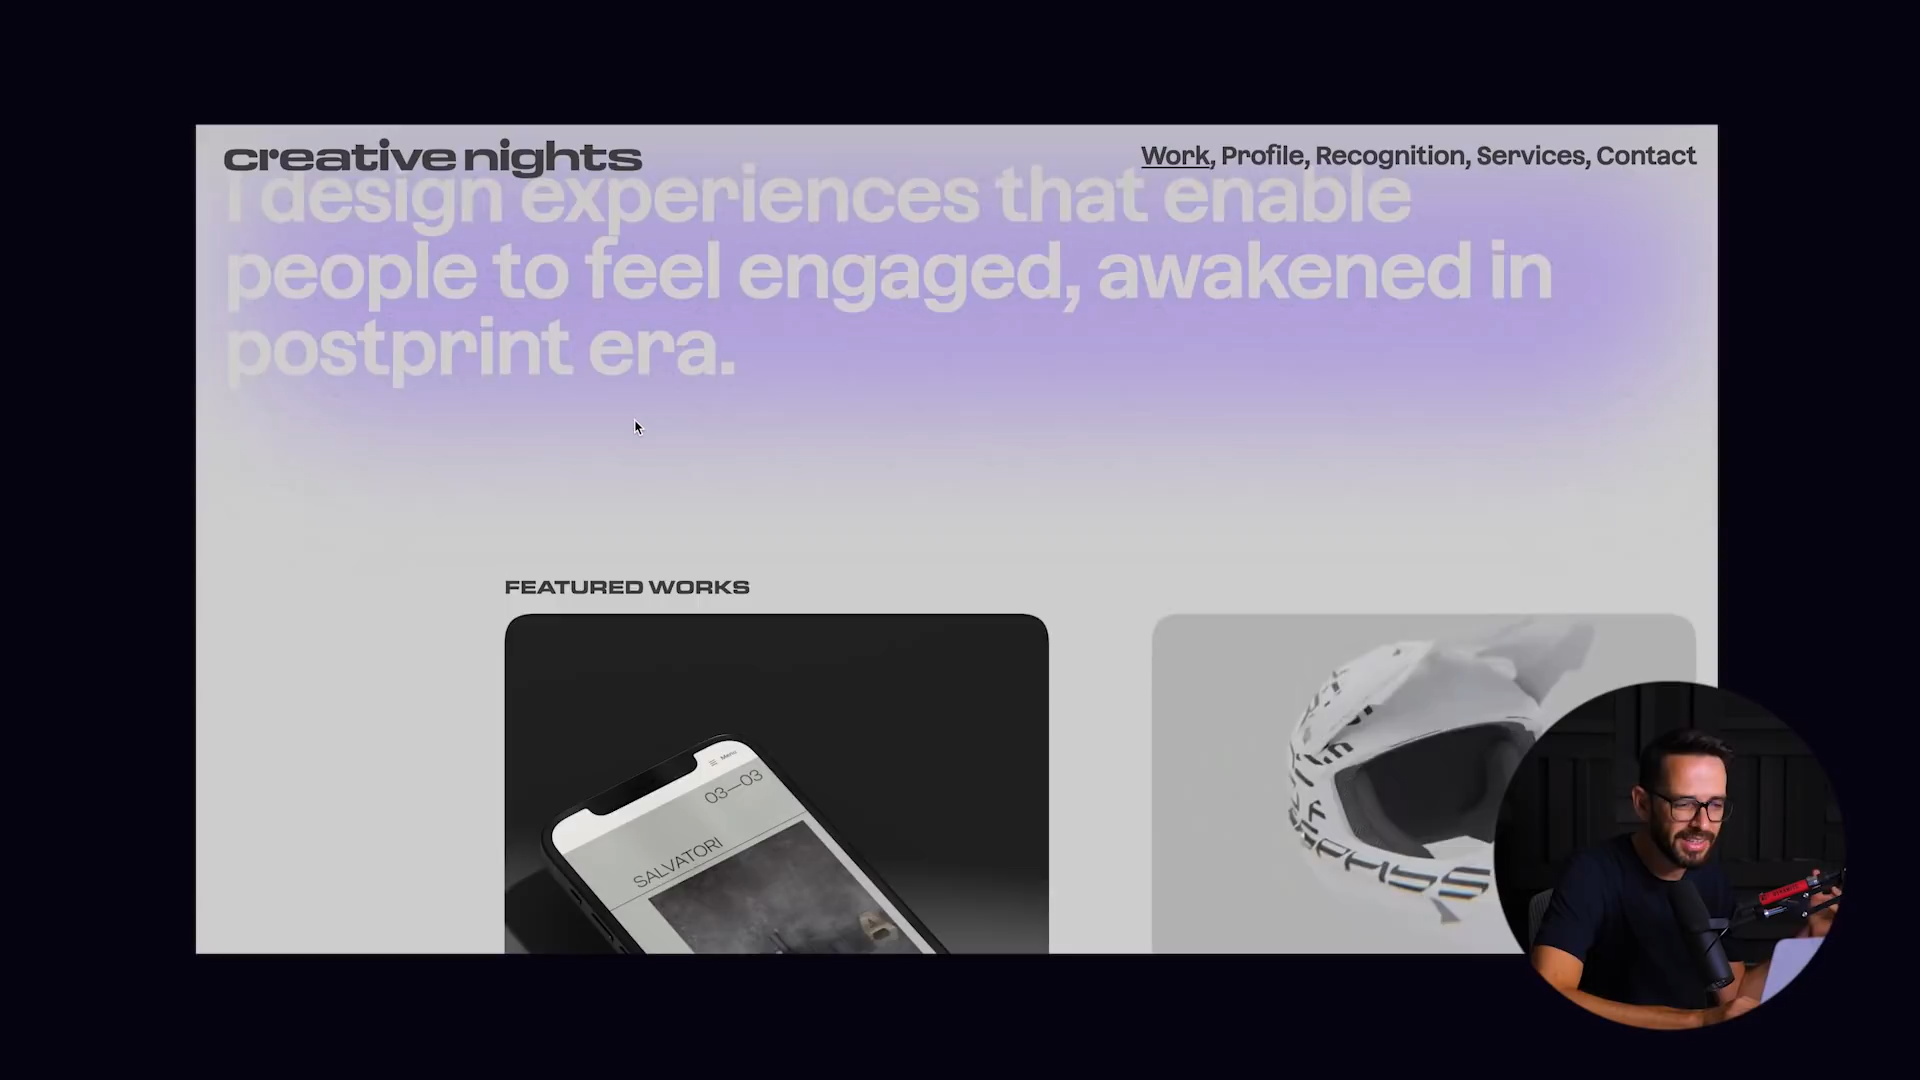 creative nights
Work, Profile, Recognition, Services, Contact
I design experiences that enable
people to feel engaged, awakened in
postprint era.
FEATURED WORKS
Menu
03—03
SALVATORI